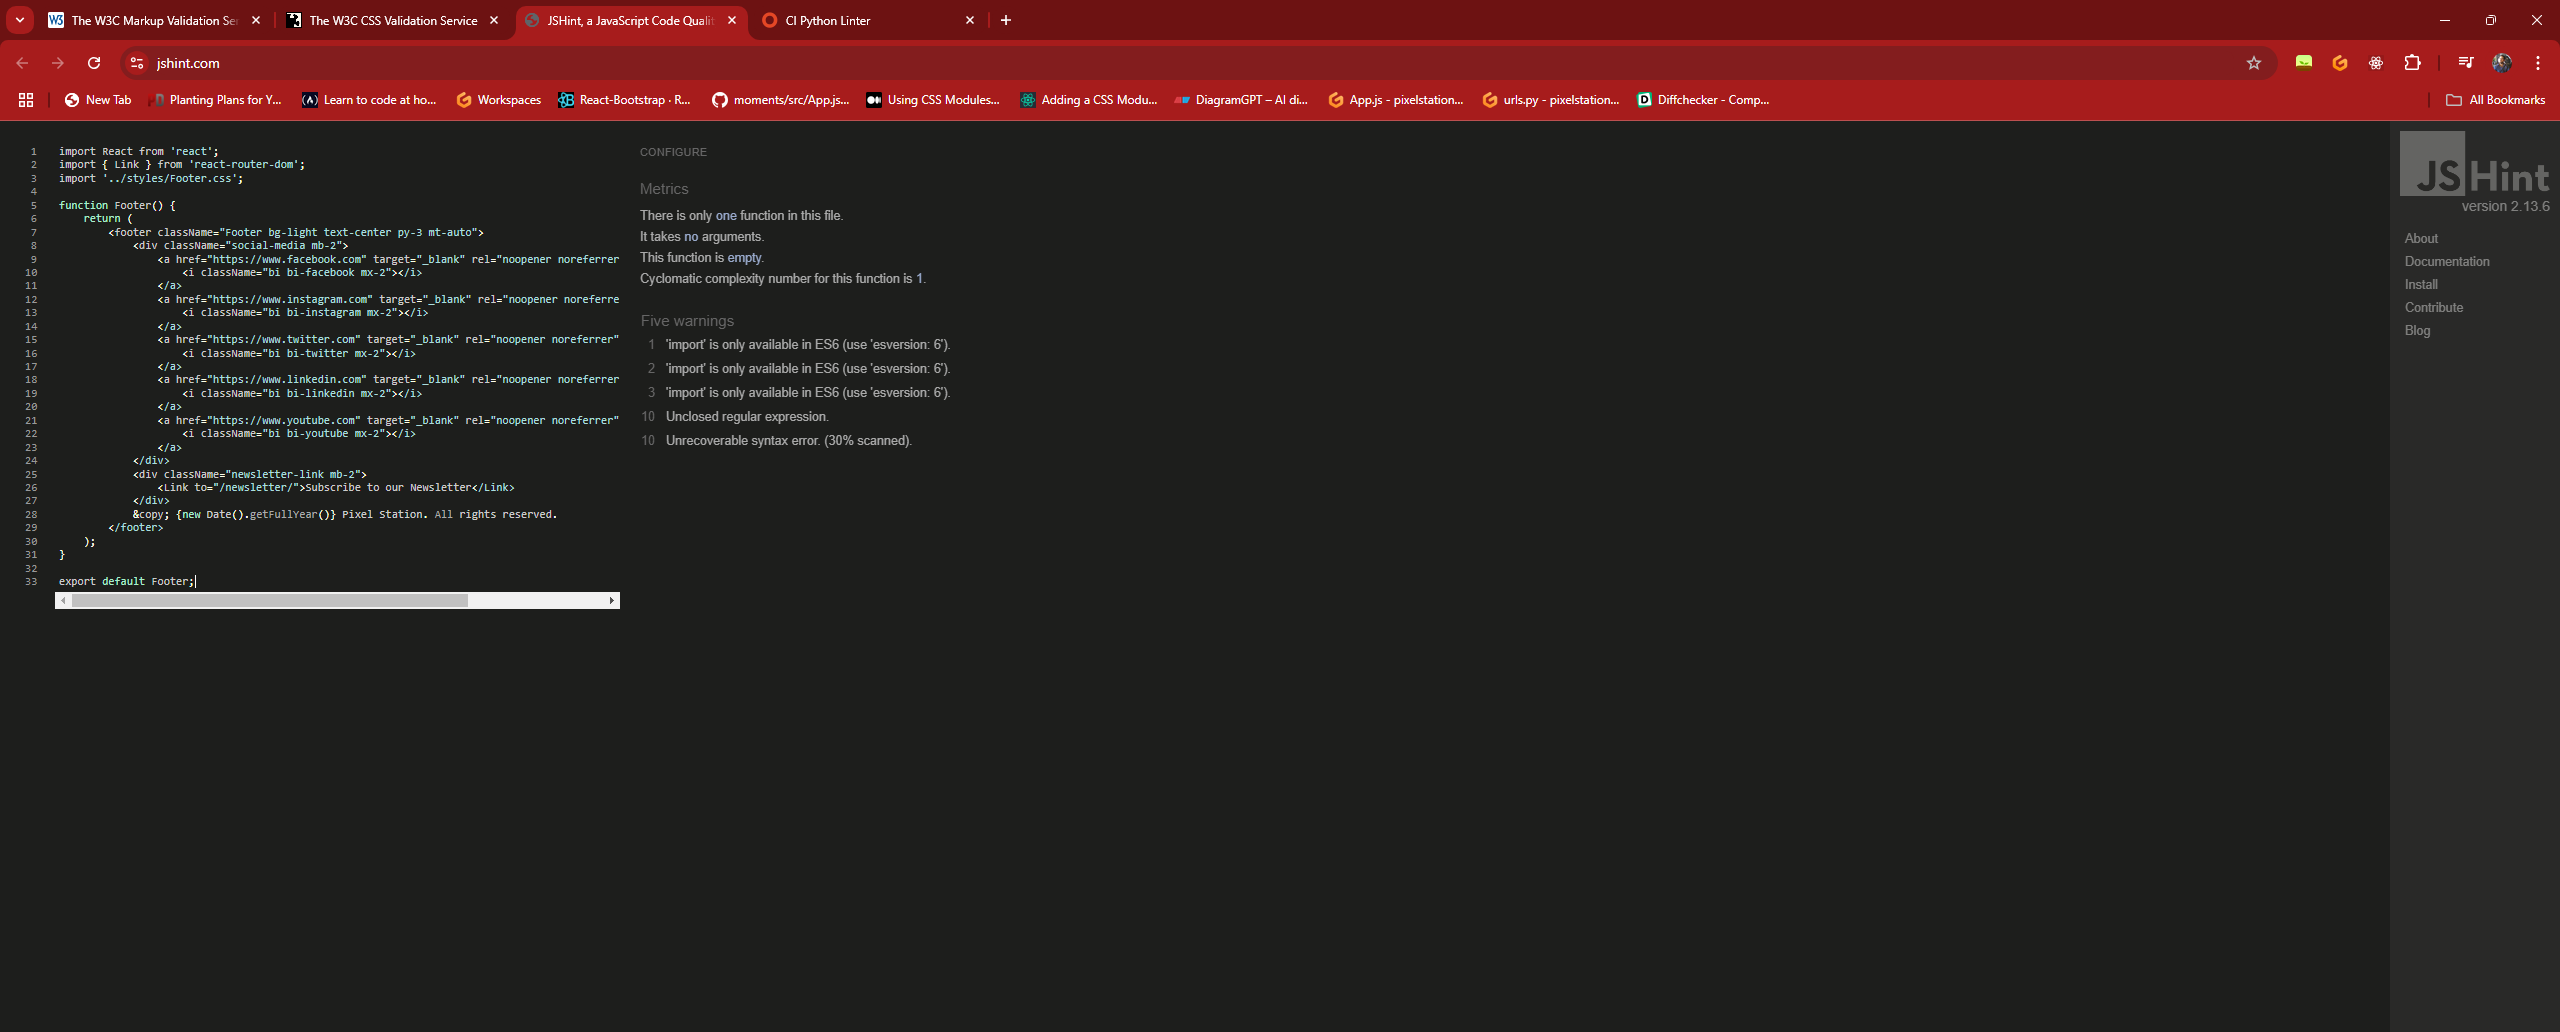 The W3C Markup Validation Se
The W3C CSS Validation Service
JSHint, a JavaScript Code Qualit
CI Python Linter
jshint.com
New Tab
Planting Plans for Y...
Learn to code at ho...
Workspaces
React-Bootstrap · R...
moments/src/App.js...
Using CSS Modules...
Adding a CSS Modu...
DiagramGPT – AI di...
App.js - pixelstation...
urls.py - pixelstation...
Diffchecker - Comp...
All Bookmarks
1 import React from 'react';
2 import { Link } from 'react-router-dom';
3 import '../styles/Footer.css';
4
5 function Footer() {
6 return (
7 <footer className="Footer bg-light text-center py-3 mt-auto">
8 <div className="social-media mb-2">
9 <a href="https://www.facebook.com" target="_blank" rel="noopener noreferrer
10 <i className="bi bi-facebook mx-2"></i>
11 </a>
12 <a href="https://www.instagram.com" target="_blank" rel="noopener noreferre
13 <i className="bi bi-instagram mx-2"></i>
14 </a>
15 <a href="https://www.twitter.com" target="_blank" rel="noopener noreferrer"
16 <i className="bi bi-twitter mx-2"></i>
17 </a>
18 <a href="https://www.linkedin.com" target="_blank" rel="noopener noreferrer
19 <i className="bi bi-linkedin mx-2"></i>
20 </a>
21 <a href="https://www.youtube.com" target="_blank" rel="noopener noreferrer"
22 <i className="bi bi-youtube mx-2"></i>
23 </a>
24 </div>
25 <div className="newsletter-link mb-2">
26 <Link to="/newsletter/">Subscribe to our Newsletter</Link>
27 </div>
28 &copy; {new Date().getFullYear()} Pixel Station. All rights reserved.
29 </footer>
30 );
31 }
32
33 export default Footer;
CONFIGURE
Metrics
There is only one function in this file.
It takes no arguments.
This function is empty.
Cyclomatic complexity number for this function is 1.
Five warnings
1 'import' is only available in ES6 (use 'esversion: 6').
2 'import' is only available in ES6 (use 'esversion: 6').
3 'import' is only available in ES6 (use 'esversion: 6').
10 Unclosed regular expression.
10 Unrecoverable syntax error. (30% scanned).
JSHint
version 2.13.6
About
Documentation
Install
Contribute
Blog